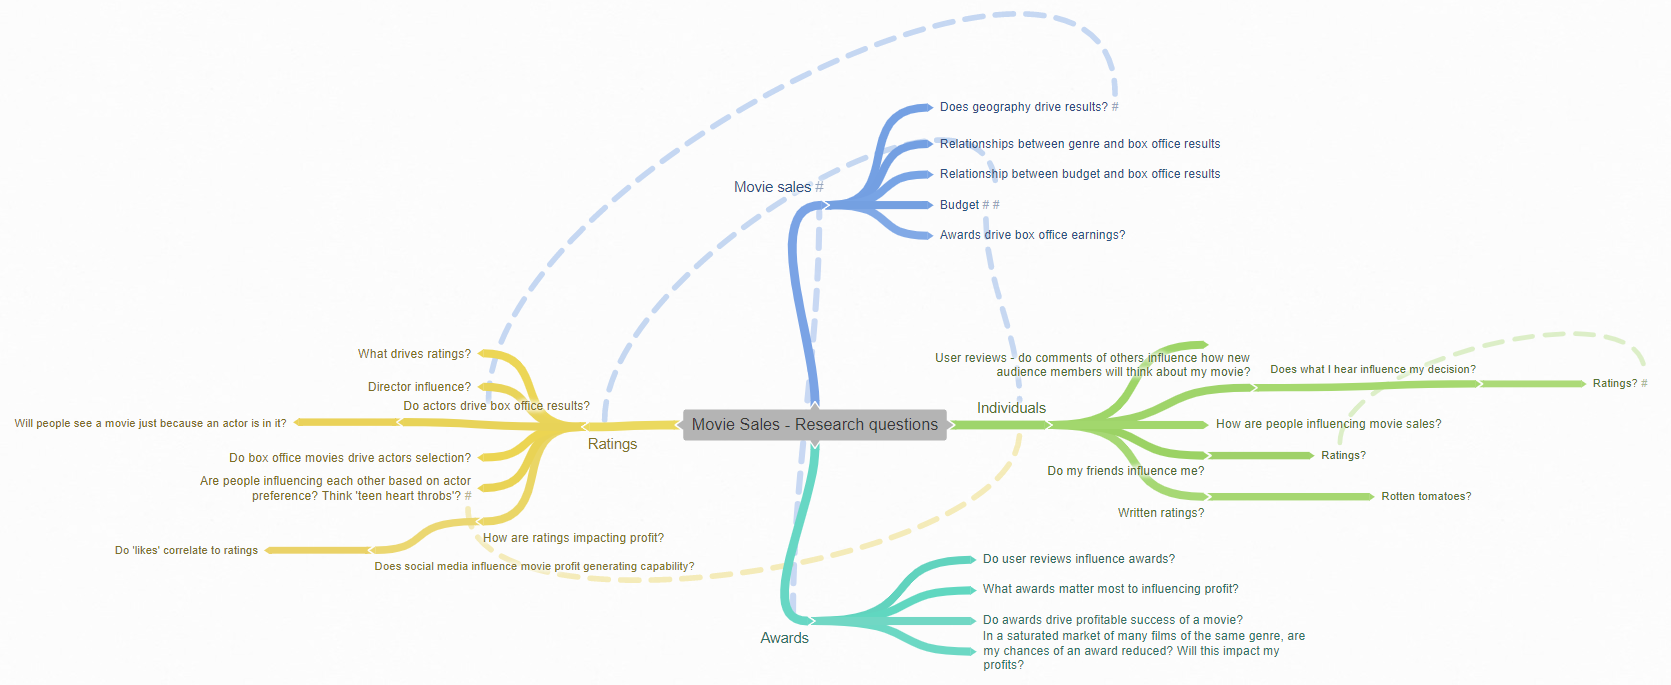 Movie Sales - Research questions
Movie sales #
Does geography drive results? #
Relationships between genre and box office results
Relationship between budget and box office results
Budget # #
Awards drive box office earnings?
Individuals
User reviews - do comments of others influence how new
audience members will think about my movie?
Does what I hear influence my decision?
Ratings? #
How are people influencing movie sales?
Do my friends influence me?
Ratings?
Written ratings?
Rotten tomatoes?
Awards
Do user reviews influence awards?
What awards matter most to influencing profit?
Do awards drive profitable success of a movie?
In a saturated market of many films of the same genre, are
my chances of an award reduced? Will this impact my
profits?
Ratings
What drives ratings?
Director influence?
Do actors drive box office results?
Will people see a movie just because an actor is in it?
Do box office movies drive actors selection?
Are people influencing each other based on actor
preference? Think 'teen heart throbs'? #
How are ratings impacting profit?
Does social media influence movie profit generating capability?
Do 'likes' correlate to ratings